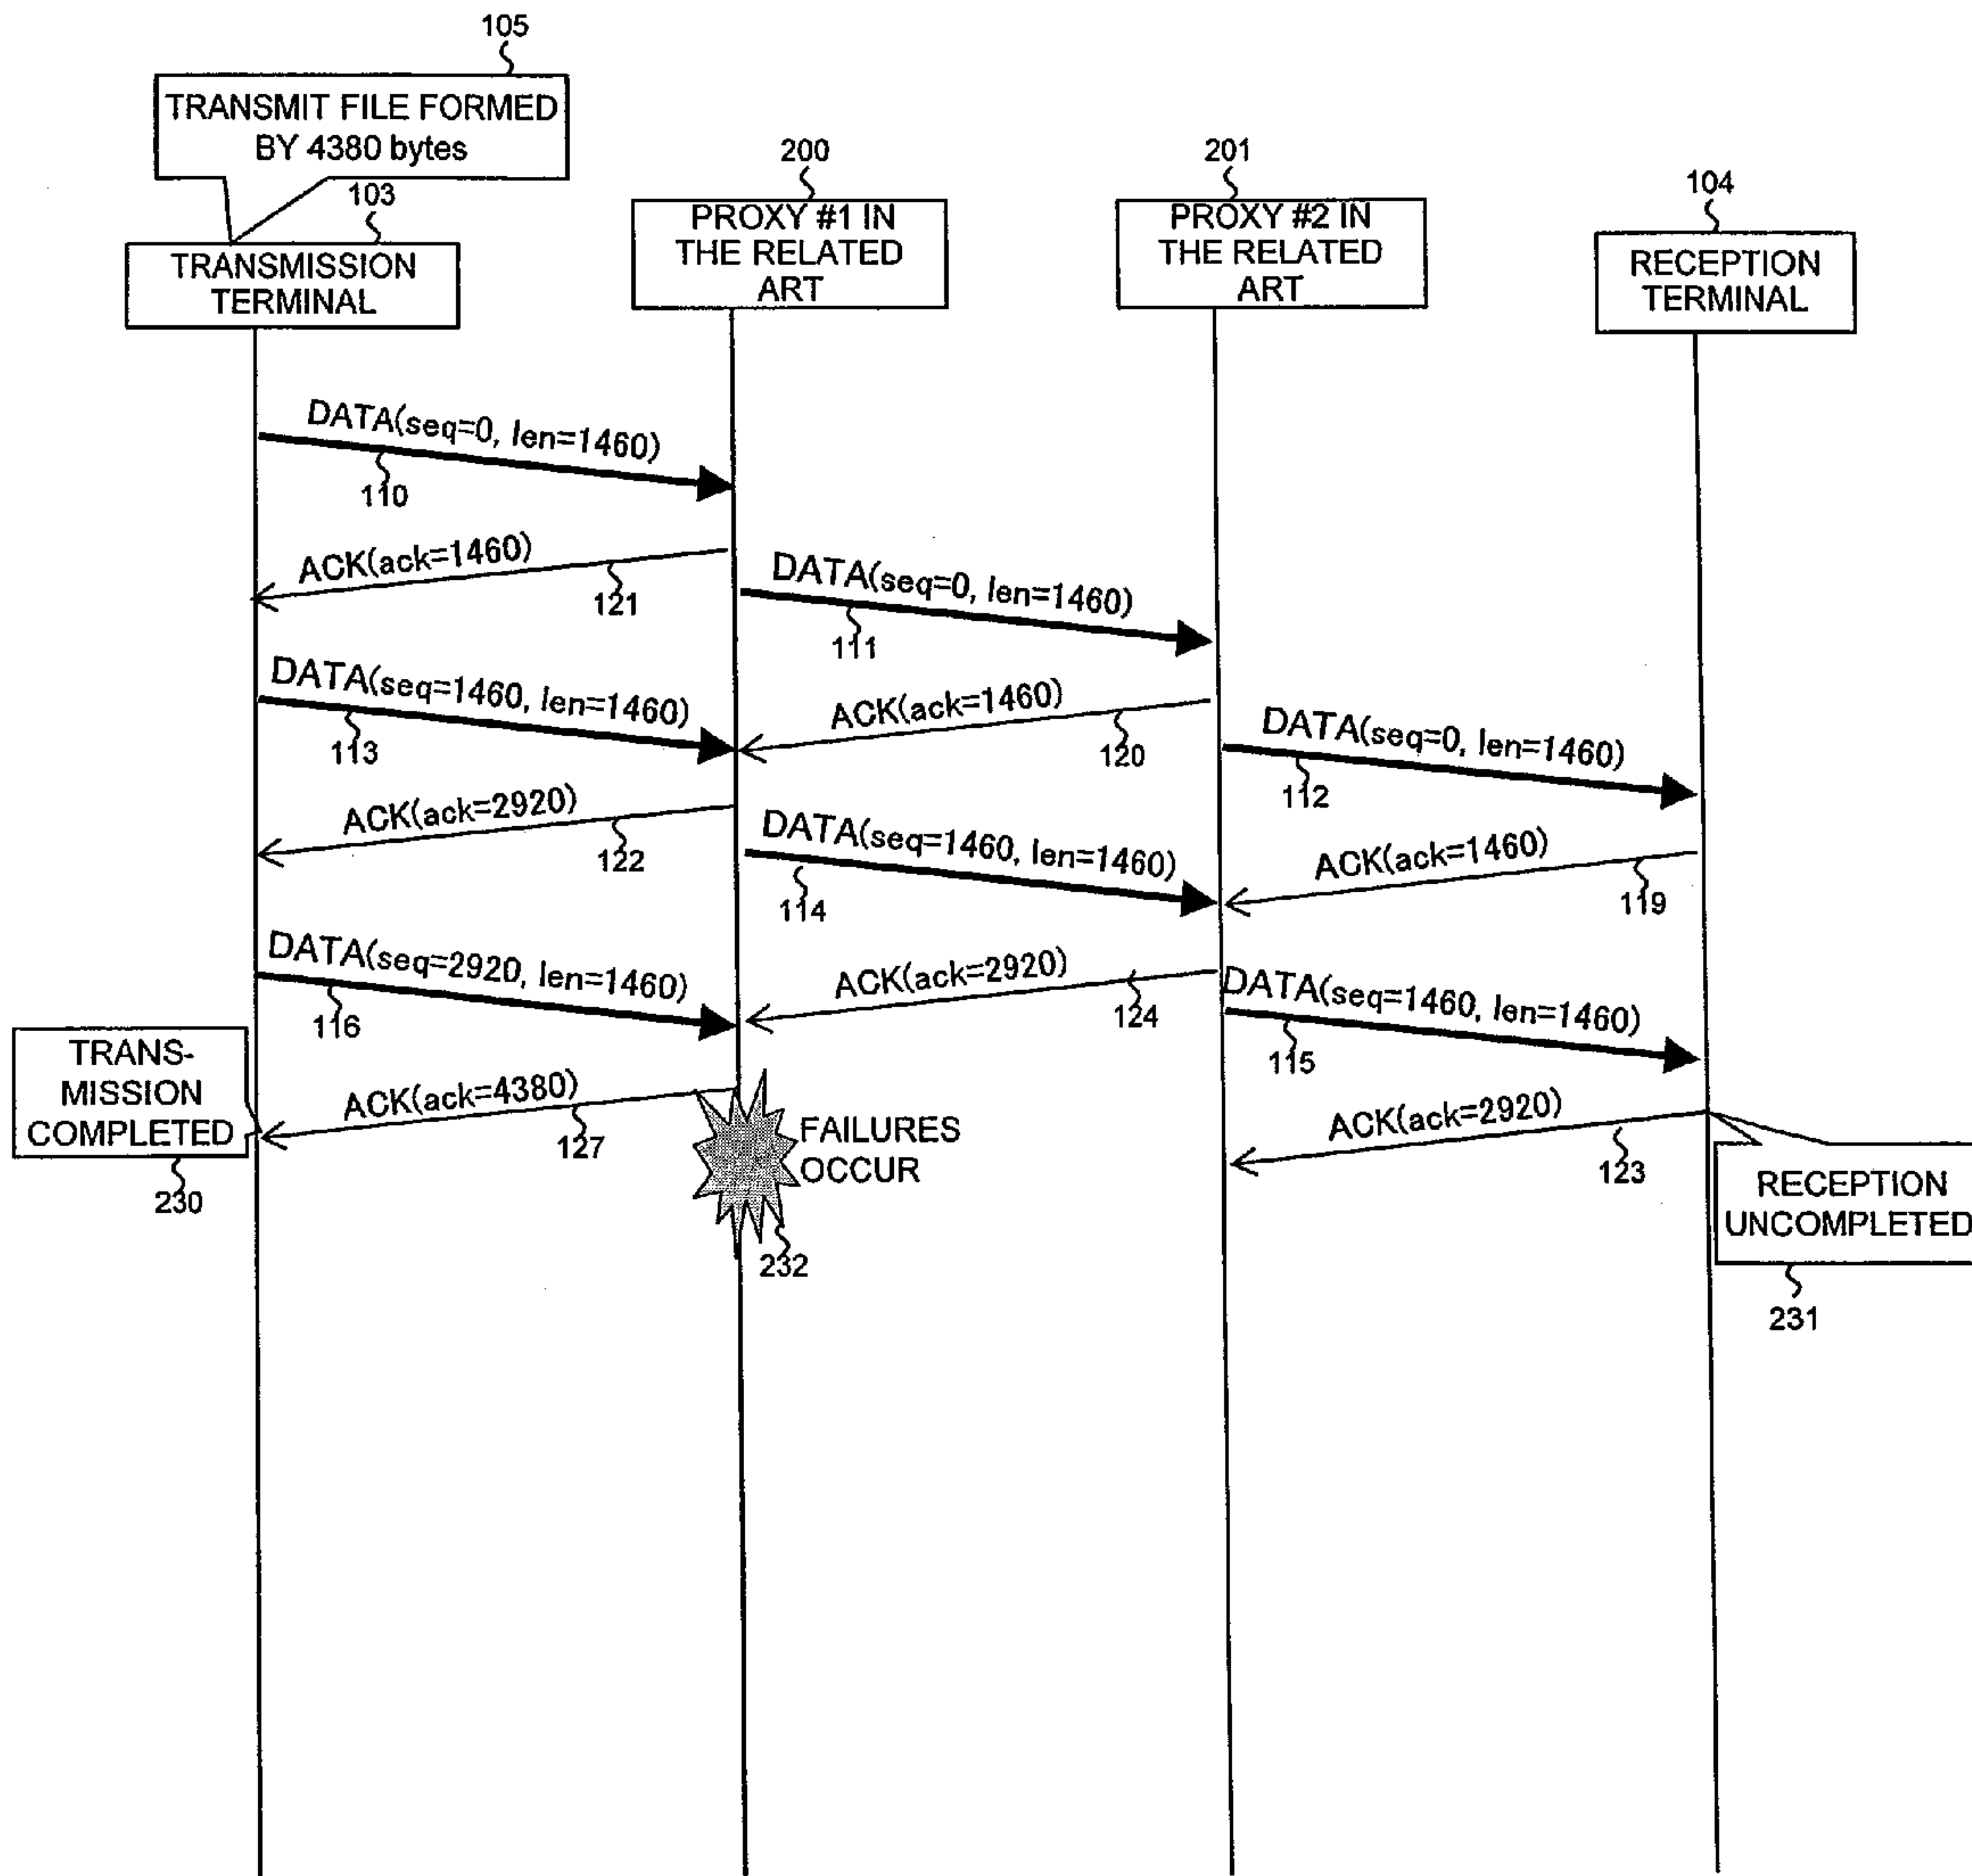 105
TRANSMIT FILE FORMED
BY 4380 bytes
103
TRANSMISSION
TERMINAL
200
PROXY #1 IN
THE RELATED
ART
201
PROXY #2 IN
THE RELATED
ART
104
RECEPTION
TERMINAL
DATA(seq=0, len=1460)
110
ACK(ack=1460)
121
DATA(seq=0, len=1460)
111
DATA(seq=1460, len=1460)
113
ACK(ack=1460)
120
DATA(seq=0, len=1460)
112
ACK(ack=2920)
122
DATA(seq=1460, len=1460)
114
ACK(ack=1460)
119
DATA(seq=2920, len=1460)
116
ACK(ack=2920)
124
DATA(seq=1460, len=1460)
115
TRANS-
MISSION
COMPLETED
230
ACK(ack=4380)
127
FAILURES
OCCUR
232
ACK(ack=2920)
123
RECEPTION
UNCOMPLETED
231